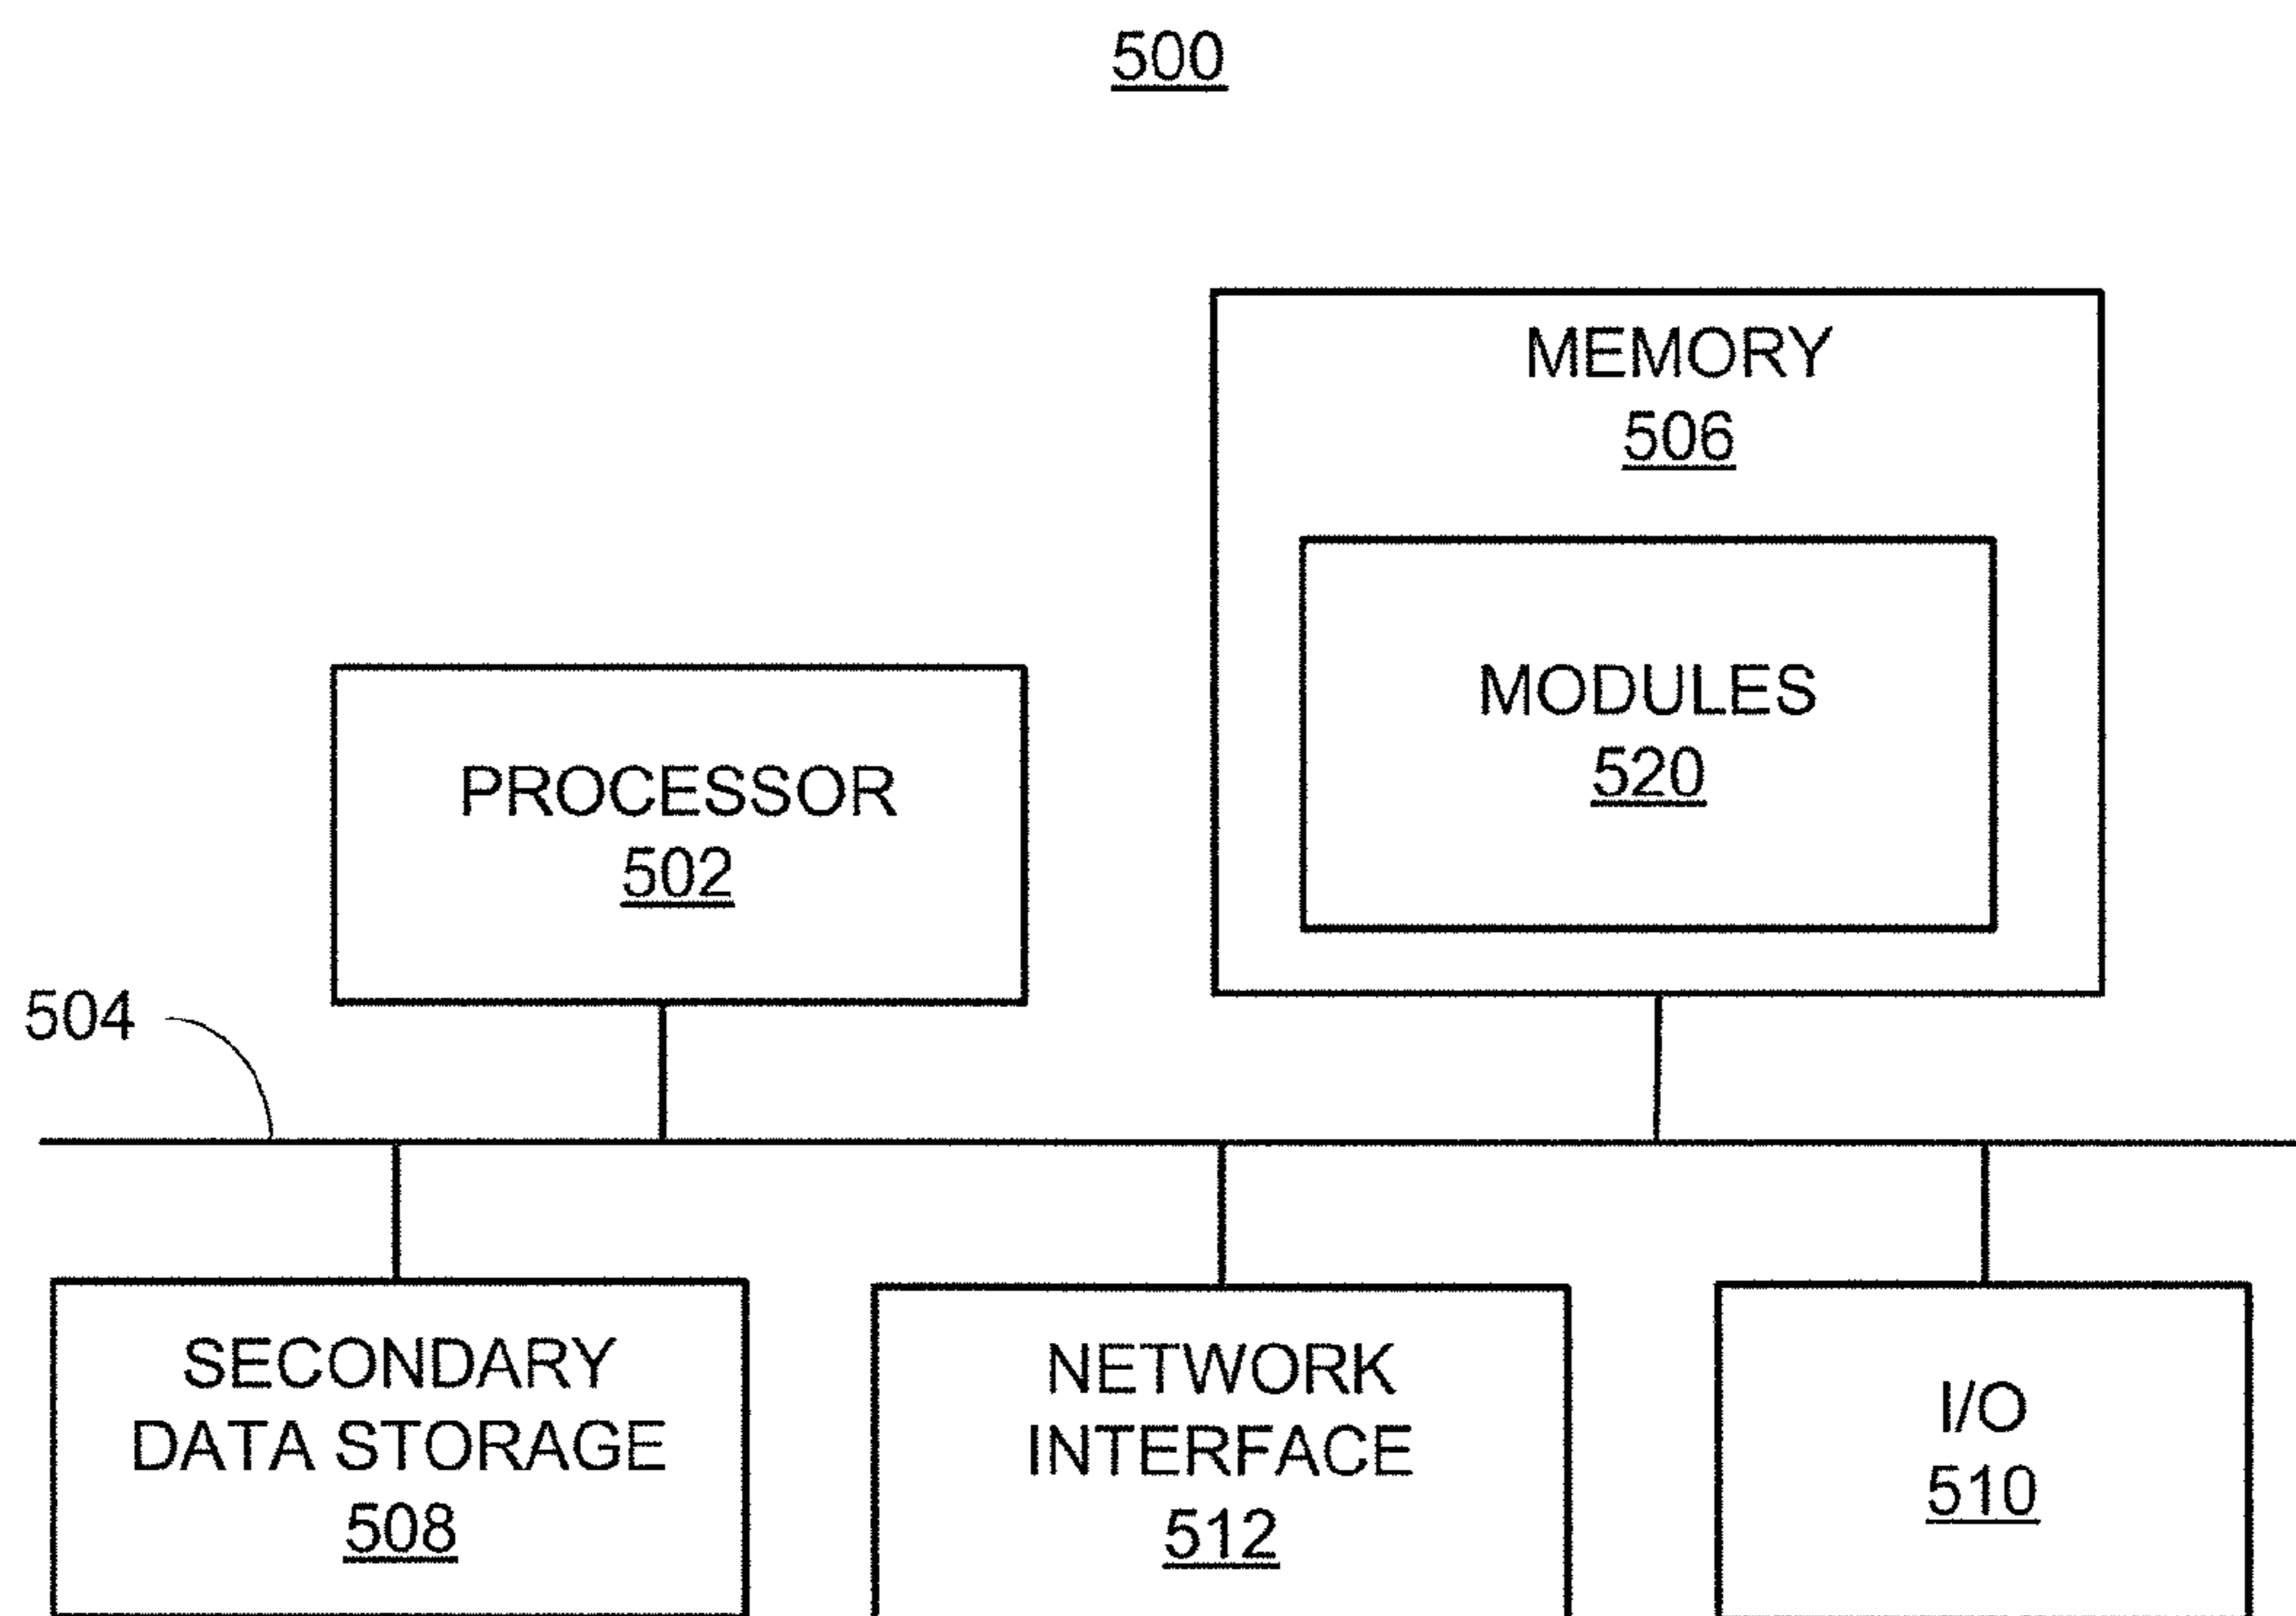 500
MEMORY
506
MODULES
520
PROCESSOR
502
504
SECONDARY
DATA STORAGE
508
NETWORK
INTERFACE
512
I/O
510